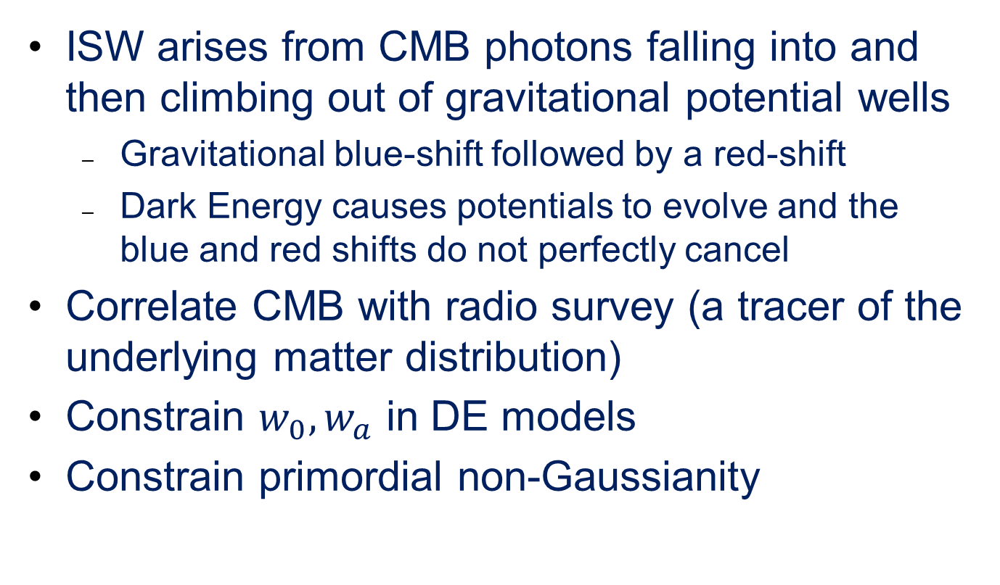 • ISW arises from CMB photons falling into and
then climbing out of gravitational potential wells
– Gravitational blue-shift followed by a red-shift
– Dark Energy causes potentials to evolve and the
blue and red shifts do not perfectly cancel
• Correlate CMB with radio survey (a tracer of the
underlying matter distribution)
• Constrain w₀, wₐ in DE models
• Constrain primordial non-Gaussianity